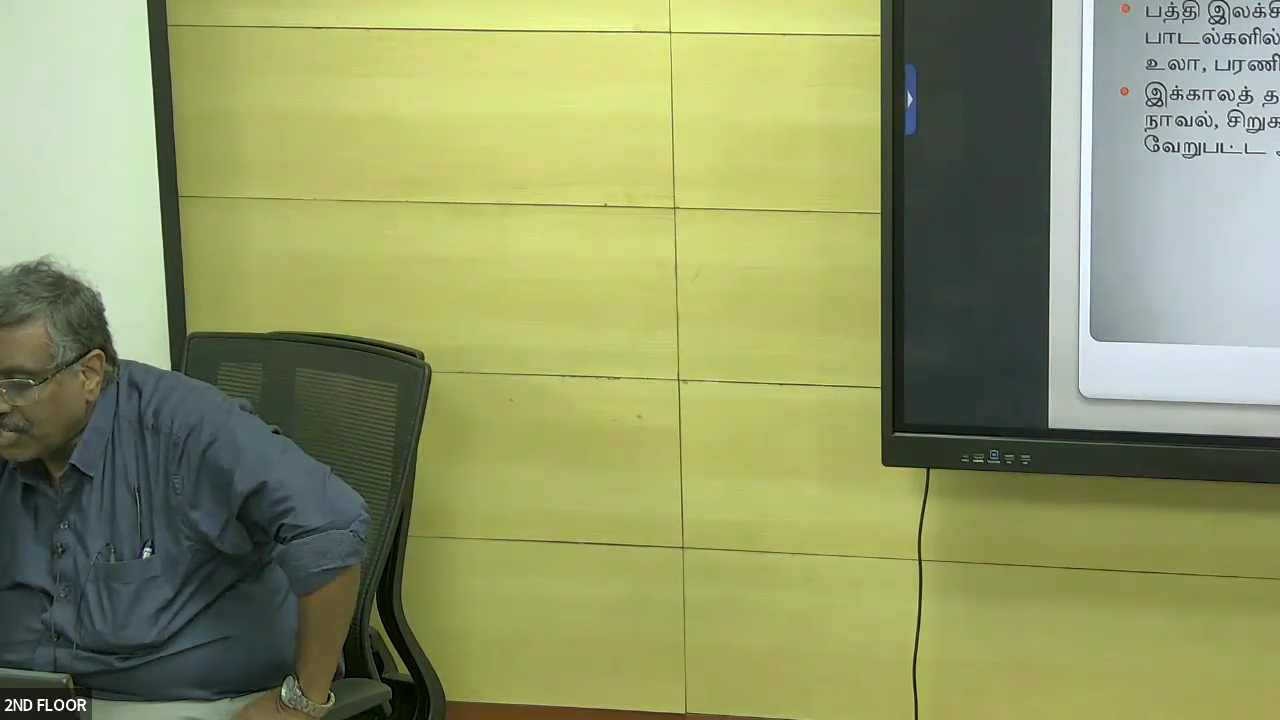 பத்தி இலக்கி
பாடல்களில்
உலா, பரணி
இக்காலத் த
நாவல், சிறுக
வேறுபட்ட
2ND FLOOR